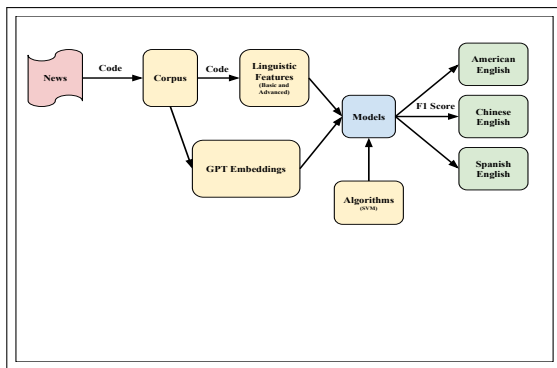 News
Code
Corpus
Code
Linguistic
Features
(Basic and
Advanced)
GPT Embeddings
Models
Algorithms
(SVM)
F1 Score
American
English
Chinese
English
Spanish
English